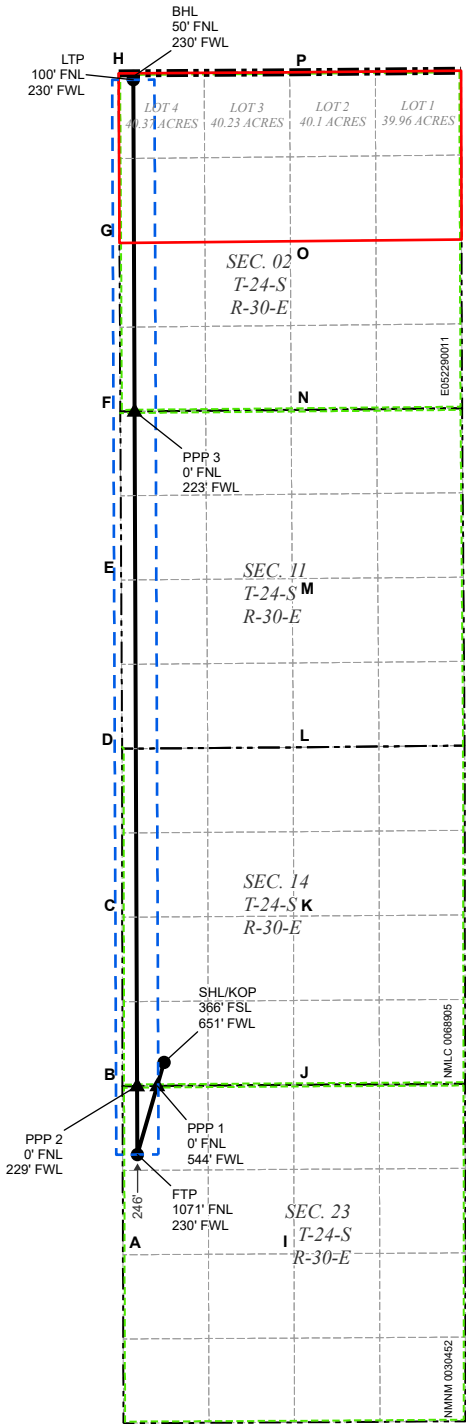 BHL
50' FNL
230' FWL
LTP
100' FNL
230' FWL
H
P
LOT 4
40.37 ACRES
LOT 3
40.23 ACRES
LOT 2
40.1 ACRES
LOT 1
39.96 ACRES
G
O
SEC. 02
T-24-S
R-30-E
E052290011
F
N
PPP 3
0' FNL
223' FWL
E
SEC. 11
T-24-S
R-30-E
M
D
L
C
SEC. 14
T-24-S
R-30-E
K
SHL/KOP
366' FSL
651' FWL
NMLC 0068905
B
J
PPP 2
0' FNL
229' FWL
PPP 1
0' FNL
544' FWL
FTP
1071' FNL
230' FWL
246'
A
I
SEC. 23
T-24-S
R-30-E
NMNM 0030452